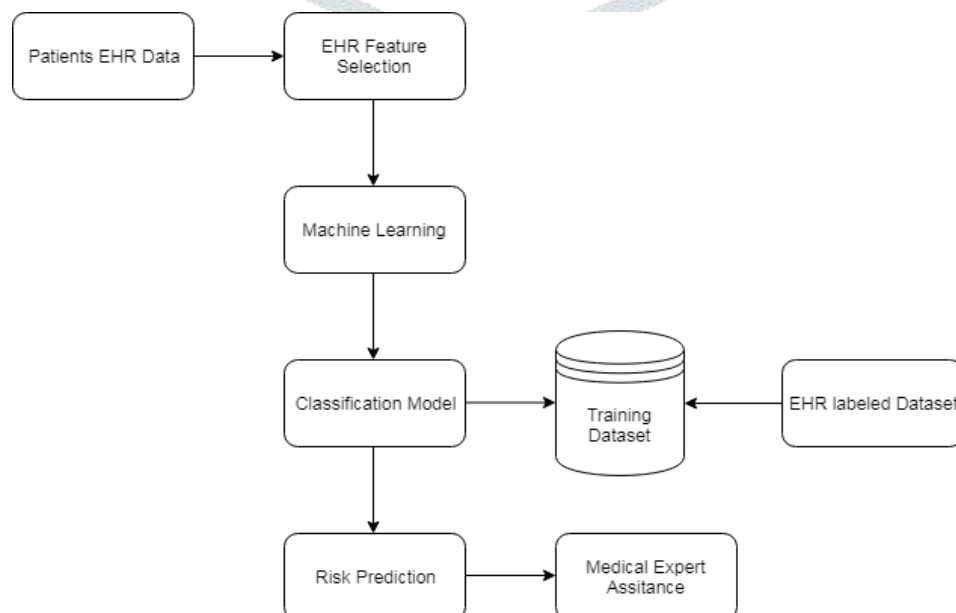 Patients EHR Data
EHR Feature
Selection
Machine Learning
Classification Model
Training
Dataset
EHR labeled Dataset
Risk Prediction
Medical Expert
Assitance